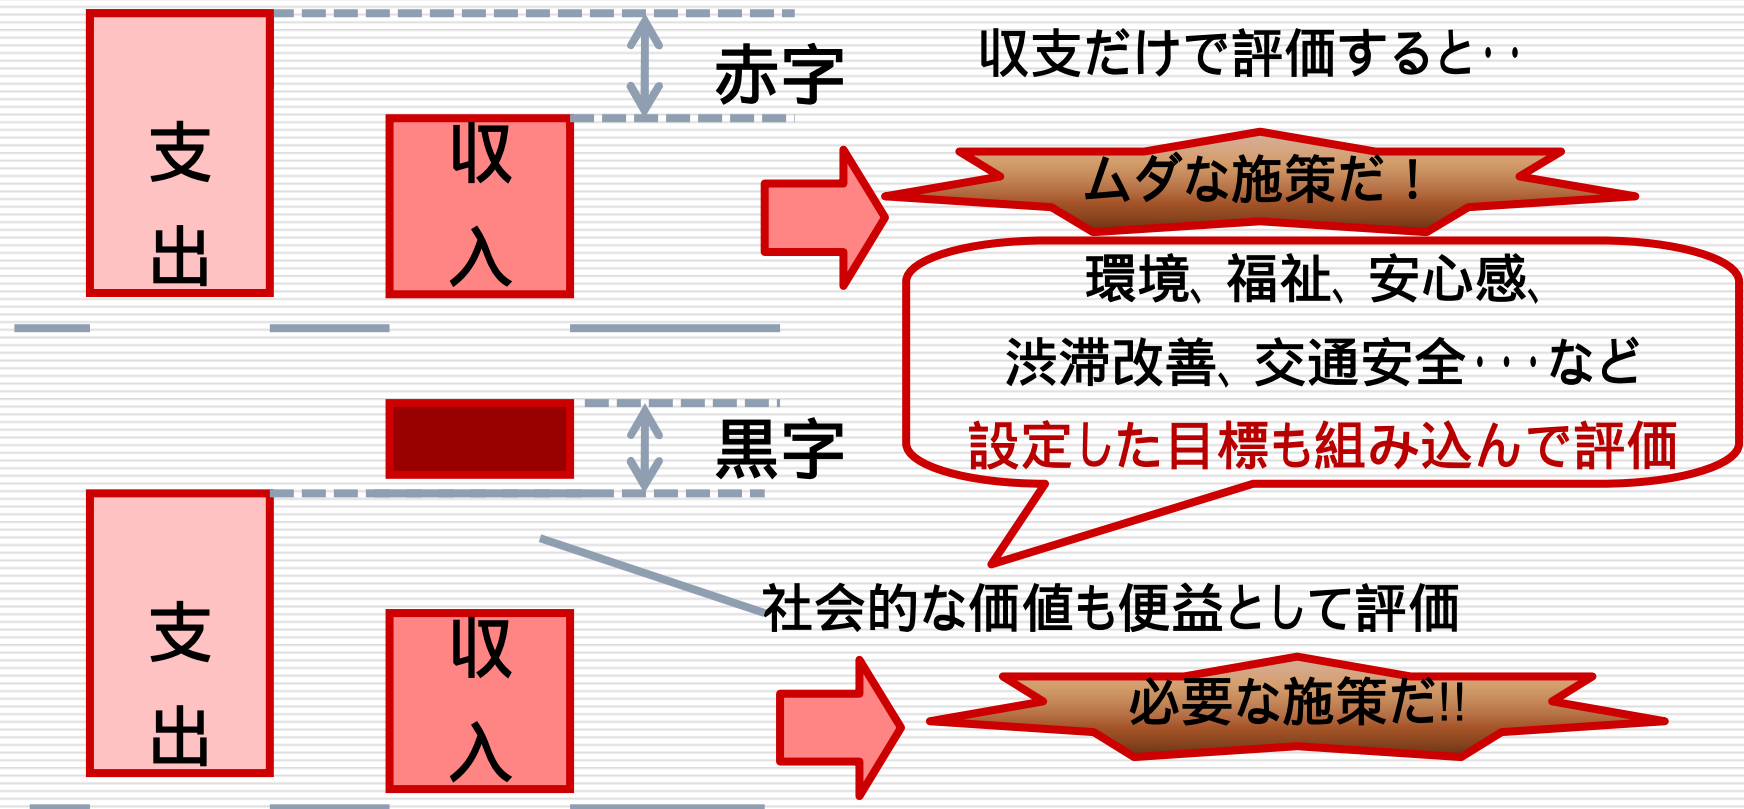 収支だけで評価すると‥
赤字
支
出
収
入
ムダな施策だ！
環境、福祉、安心感、
渋滞改善、交通安全・・・など
設定した目標も組み込んで評価
黒字
支
出
収
入
社会的な価値も便益として評価
必要な施策だ!!